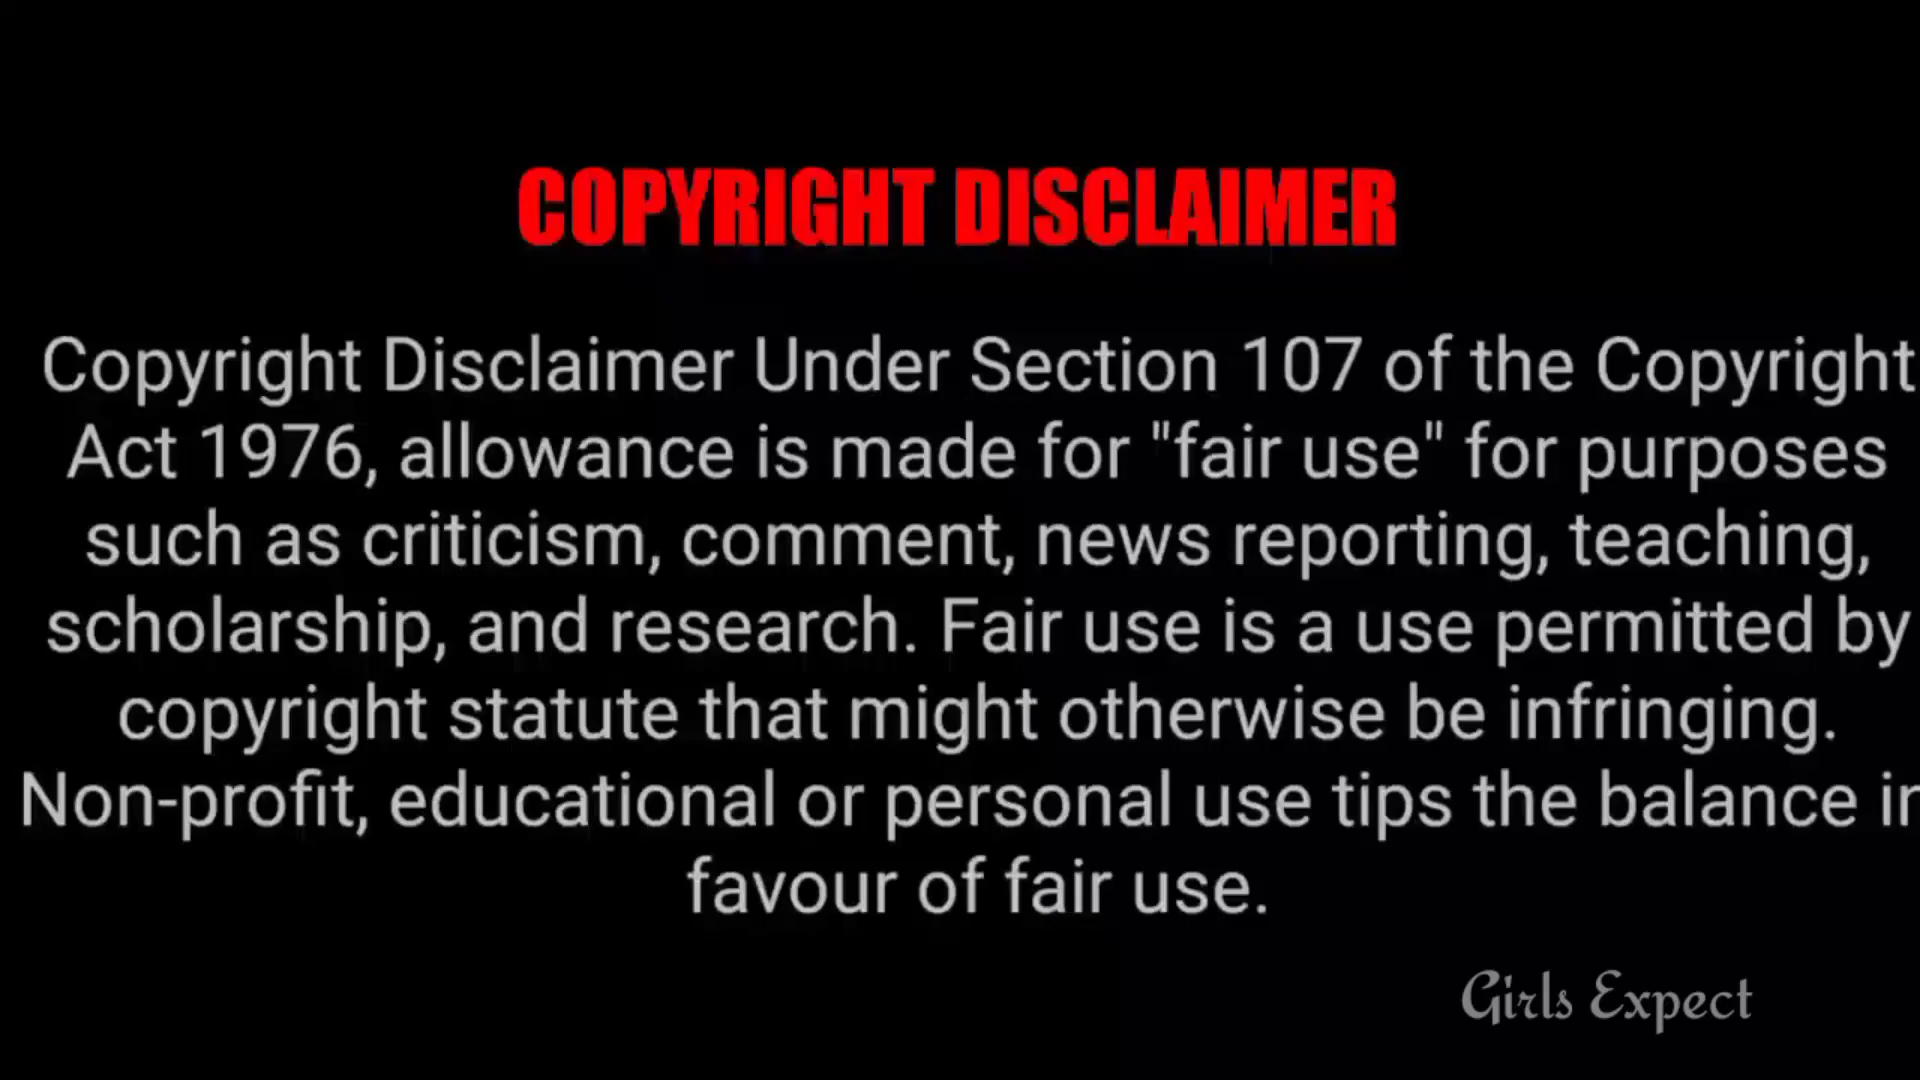 COPYRIGHT DISCLAIMER
Copyright Disclaimer Under Section 107 of the Copyright
Act 1976, allowance is made for "fair use" for purposes
such as criticism, comment, news reporting, teaching,
scholarship, and research. Fair use is a use permitted by
copyright statute that might otherwise be infringing.
Non-profit, educational or personal use tips the balance in
favour of fair use.
Girls Expect